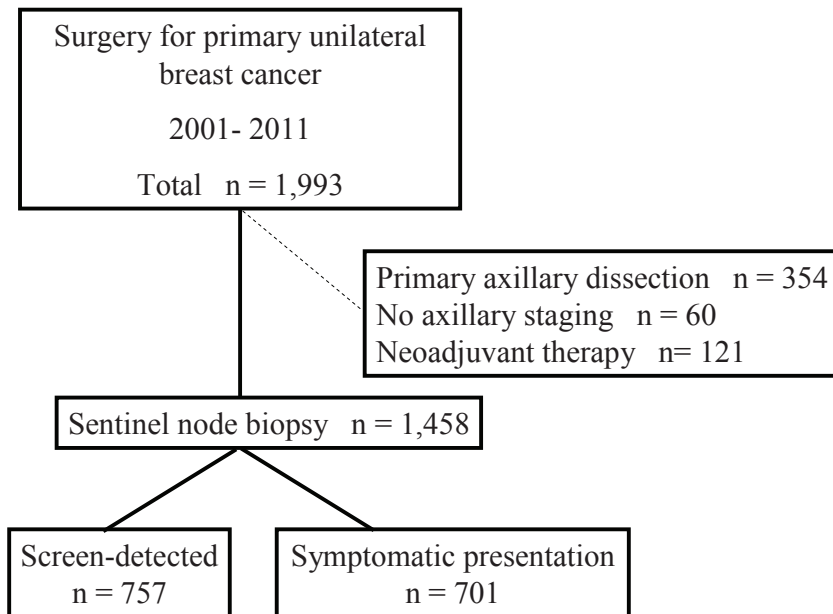 Surgery for primary unilateral
breast cancer
2001- 2011
Total n = 1,993
Primary axillary dissection n = 354
No axillary staging n = 60
Neoadjuvant therapy n= 121
Sentinel node biopsy n = 1,458
Screen-detected
n = 757
Symptomatic presentation
n = 701